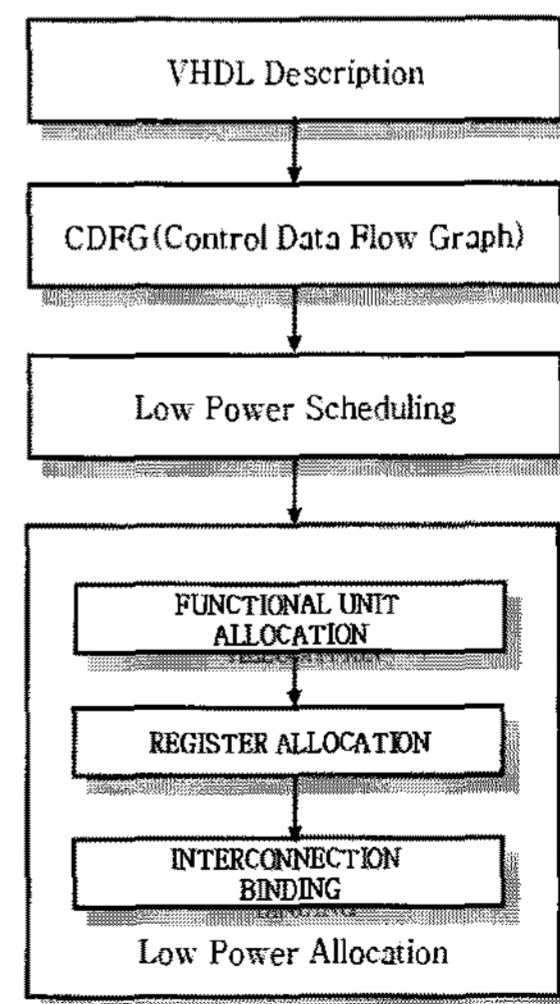 VHDL Description
CDFG(Control Data Flow Graph)
Low Power Scheduling
FUNCTIONAL UNIT
ALLOCATION
REGISTER ALLOCATION
INTERCONNECTION
BINDING
Low Power Allocation